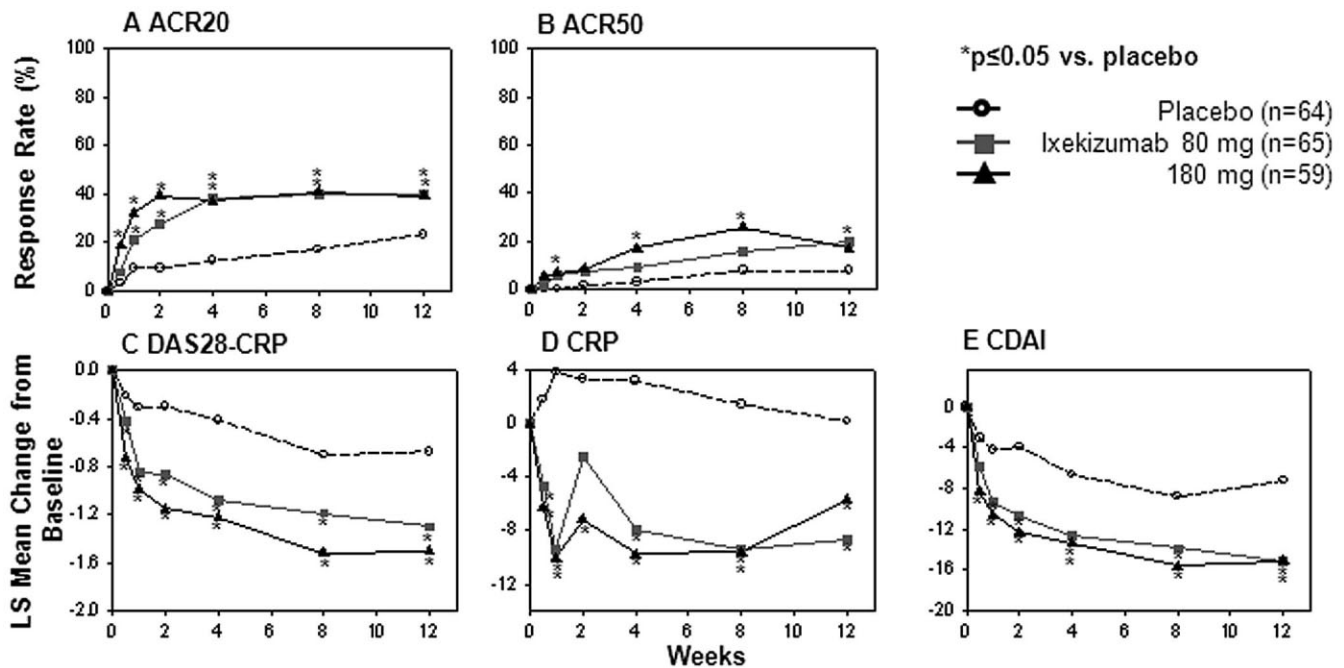 A ACR20
B ACR50
*p≤0.05 vs. placebo
Placebo (n=64)
Ixekizumab 80 mg (n=65)
180 mg (n=59)
Response Rate (%)
100
80
60
40
20
0
0 2 4 6 8 10 12
100
80
60
40
20
0
0 2 4 6 8 10 12
C DAS28-CRP
D CRP
E CDAI
LS Mean Change from
Baseline
0.0
-0.4
-0.8
-1.2
-1.6
-2.0
0 2 4 6 8 10 12
4
0
-4
-8
-12
0 2 4 6 8 10 12
0
-4
-8
-12
-16
-20
0 2 4 6 8 10 12
Weeks